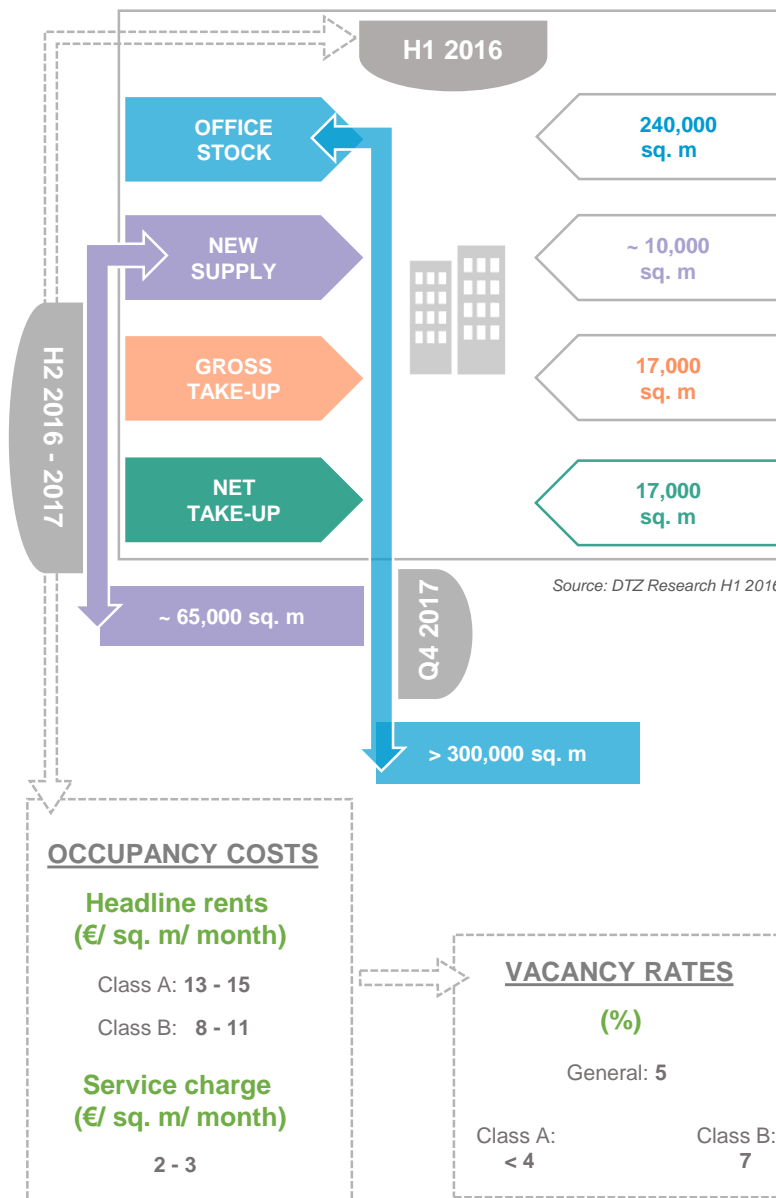 H1 2016
OFFICE
STOCK
240,000
sq. m
NEW
SUPPLY
~ 10,000
sq. m
GROSS
TAKE-UP
17,000
sq. m
NET
TAKE-UP
17,000
sq. m
H2 2016 - 2017
Source: DTZ Research H1 2016
~ 65,000 sq. m
Q4 2017
> 300,000 sq. m
OCCUPANCY COSTS
Headline rents
(€/ sq. m/ month)
Class A: 13 - 15
Class B: 8 - 11
Service charge
(€/ sq. m/ month)
2 - 3
VACANCY RATES
(%)
General: 5
Class A:
< 4
Class B:
7